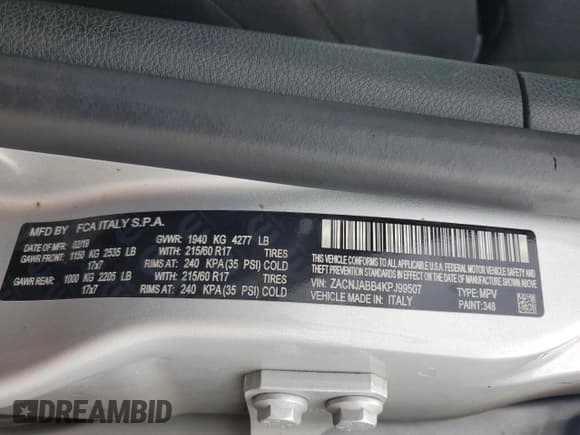 MFD BY FCA ITALY S.P.A.
DATE OF MFD: 02/19 GVWR: 1940 KG 4277 LB
GAWR FRONT: 1150 KG 2535 LB WITH: 215/60 R17 TIRES
17x7 RIMS AT: 240 KPA (35 PSI) COLD
GAWR REAR: 1000 KG 2205 LB WITH: 215/60 R17 TIRES
17x7 RIMS AT: 240 KPA (35 PSI) COLD
THIS VEHICLE CONFORMS TO ALL APPLICABLE U.S.A. FEDERAL MOTOR VEHICLE SAFETY, BUMPER, AND THEFT PREVENTION STANDARDS IN EFFECT ON THE DATE OF MANUFACTURE SHOWN ABOVE.
VIN: ZACNJABB4KPJ99507 TYPE: MPV
VEHICLE MADE IN: ITALY PAINT: 348
DREAMBID